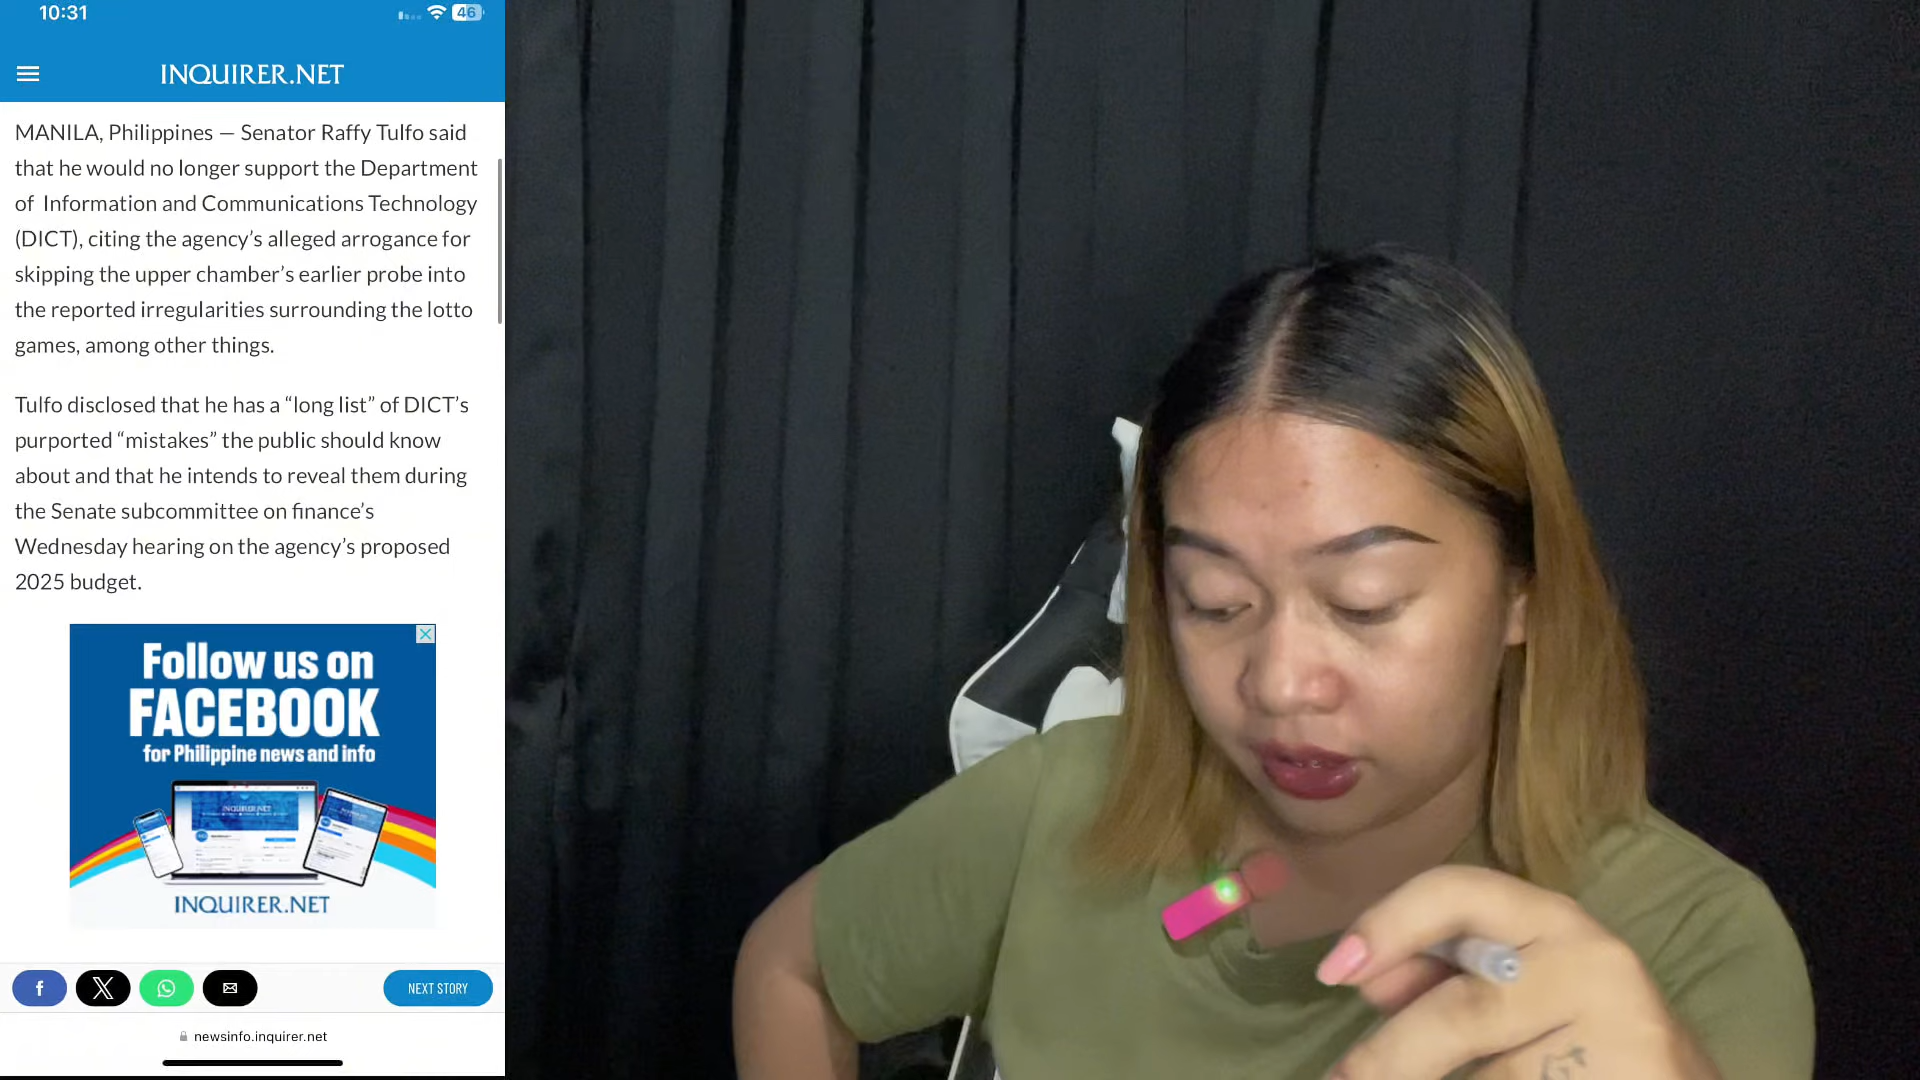 10:31
46
INQUIRER.NET
MANILA, Philippines — Senator Raffy Tulfo said
that he would no longer support the Department
of Information and Communications Technology
(DICT), citing the agency’s alleged arrogance for
skipping the upper chamber’s earlier probe into
the reported irregularities surrounding the lotto
games, among other things.
Tulfo disclosed that he has a “long list” of DICT’s
purported “mistakes” the public should know
about and that he intends to reveal them during
the Senate subcommittee on finance’s
Wednesday hearing on the agency’s proposed
2025 budget.
Follow us on
FACEBOOK
for Philippine news and info
INQUIRER.NET
INQUIRER.NET
NEXT STORY
newsinfo.inquirer.net